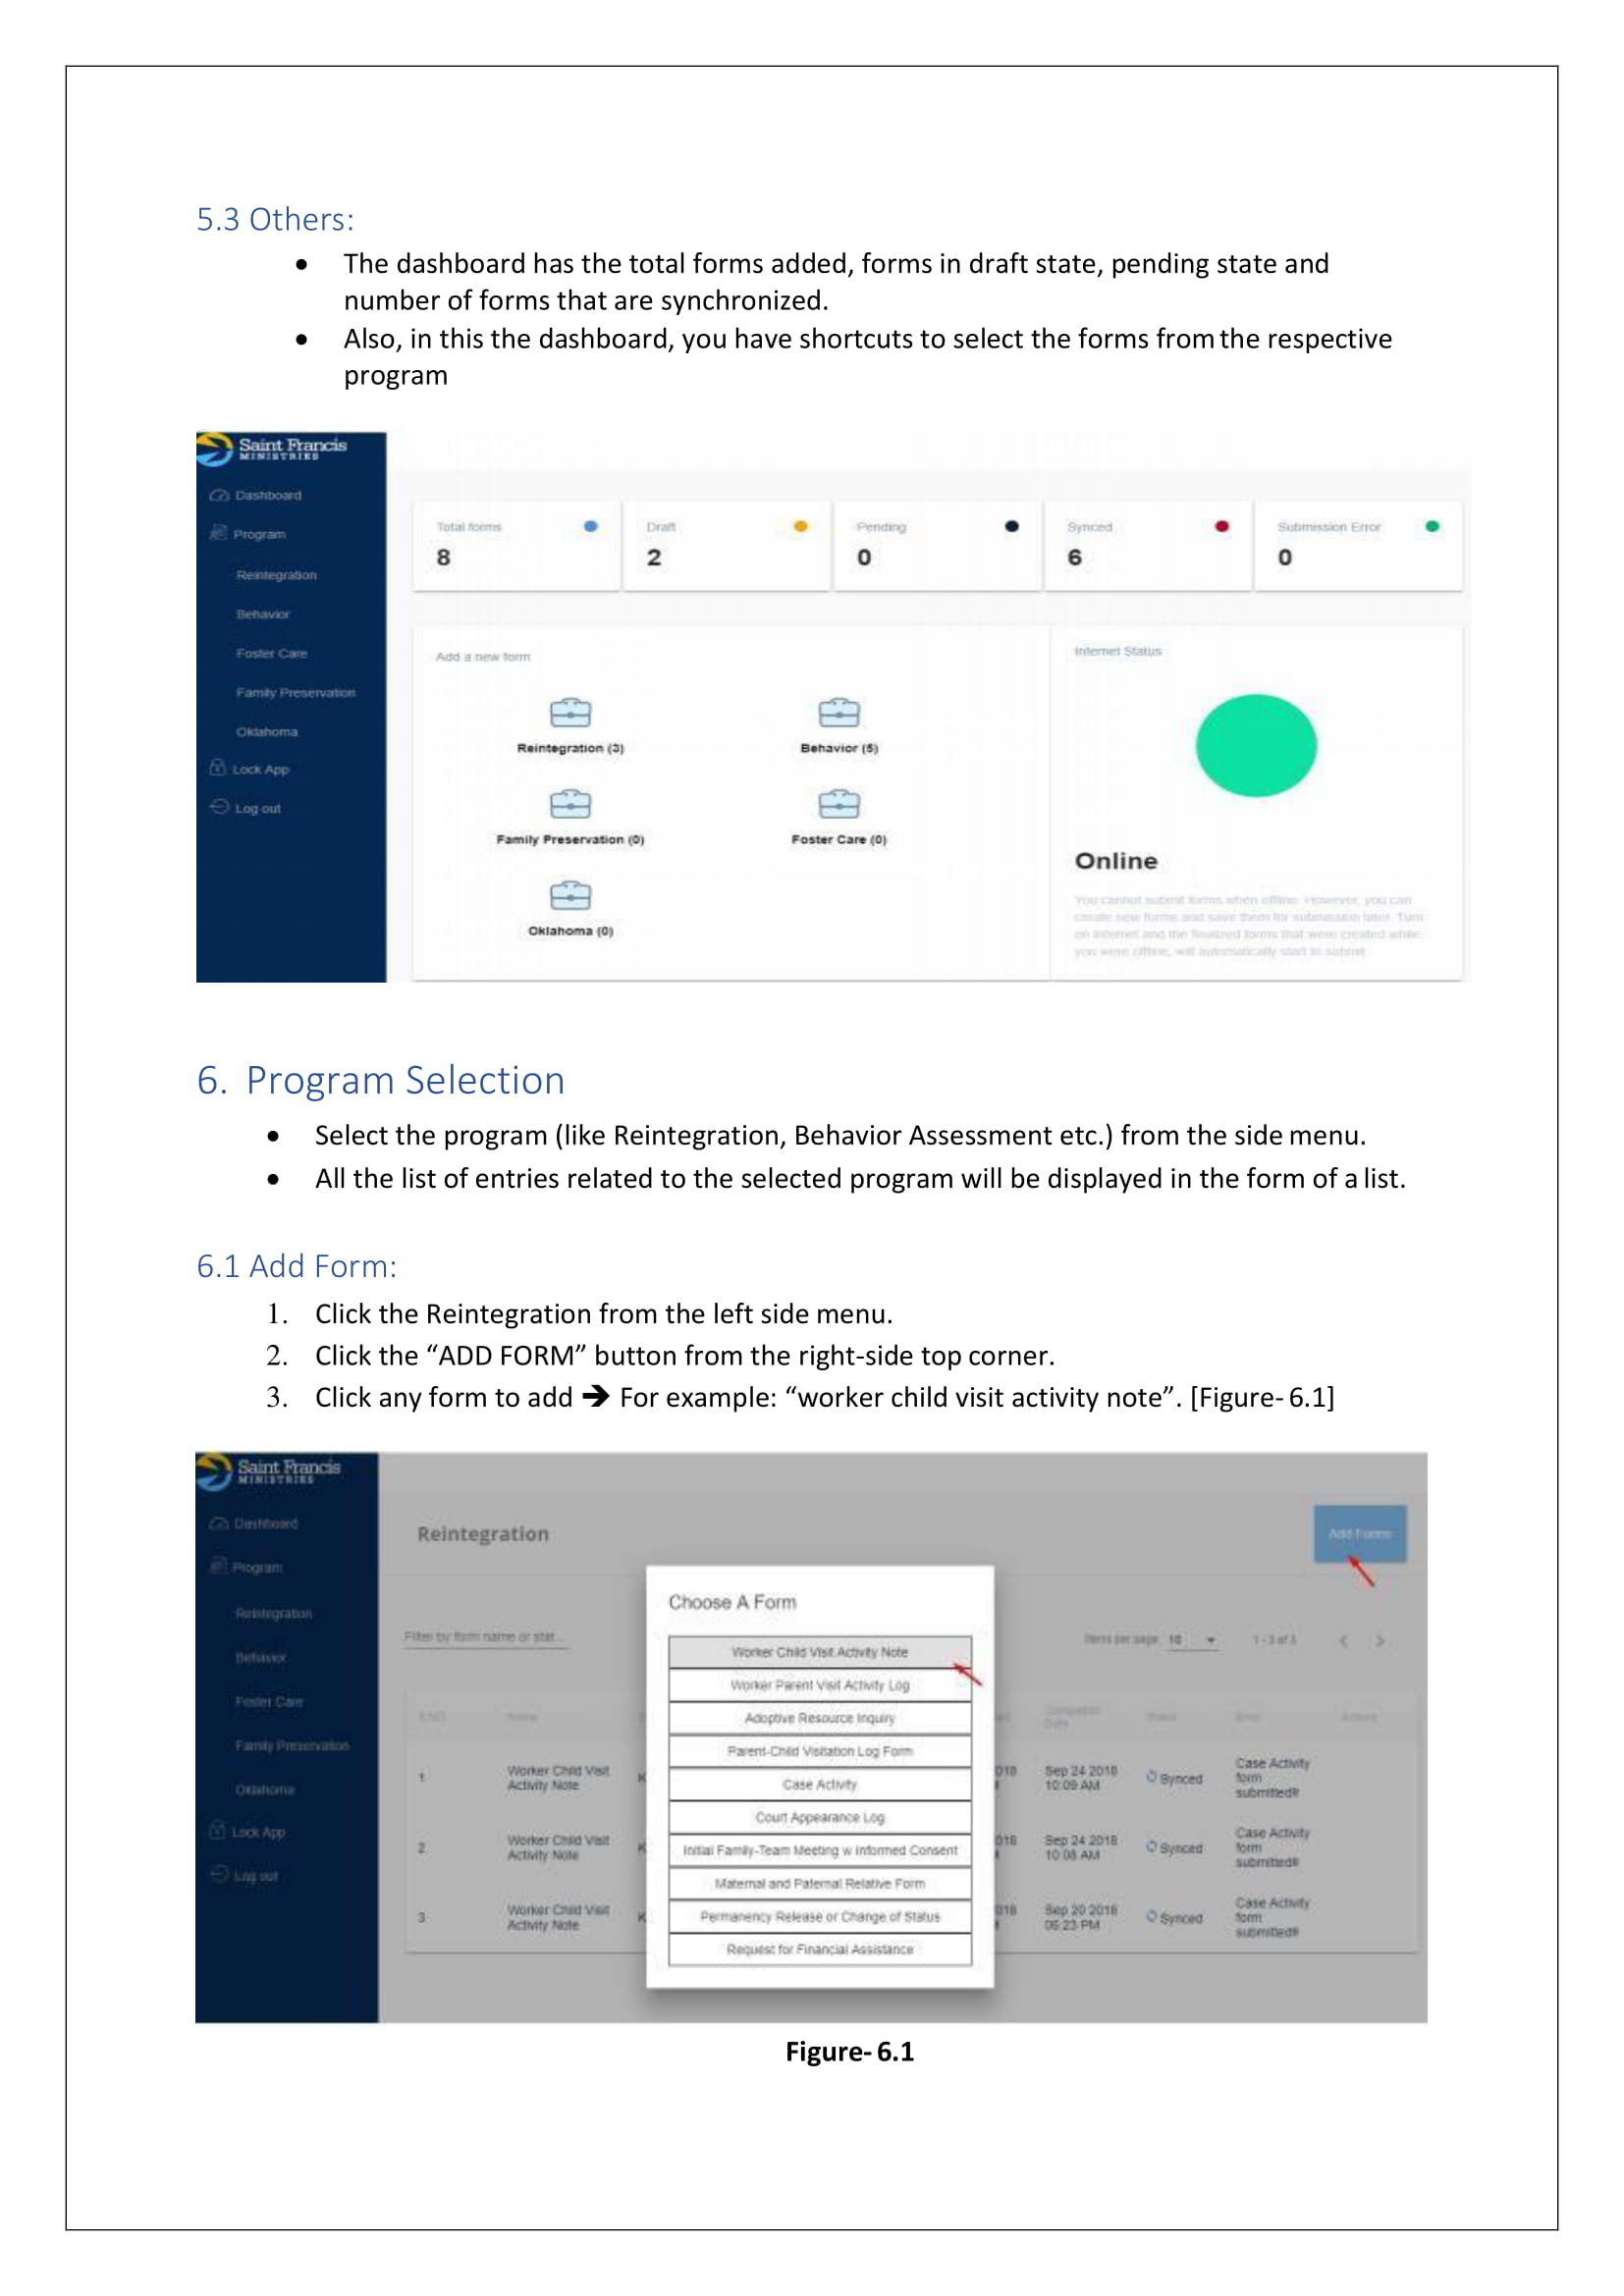 5.3 Others:
• The dashboard has the total forms added, forms in draft state, pending state and
number of forms that are synchronized.
• Also, in this the dashboard, you have shortcuts to select the forms from the respective
program
Saint Francis
MINISTRIES
Dashboard
Program
Reintegration
Behavior
Foster Care
Family Preservation
Oklahoma
Lock App
Log out
Total forms
8
Draft
2
Pending
0
Synced
6
Submission Error
0
Add a new form
Reintegration (3)
Behavior (5)
Family Preservation (0)
Foster Care (0)
Oklahoma (0)
Internet Status
Online
You cannot submit forms when offline. However, you can
create new forms and save them for submission later. Turn
on internet and the finalized forms that were created while
you were offline, will automatically start to submit.
6. Program Selection
• Select the program (like Reintegration, Behavior Assessment etc.) from the side menu.
• All the list of entries related to the selected program will be displayed in the form of a list.
6.1 Add Form:
1. Click the Reintegration from the left side menu.
2. Click the “ADD FORM” button from the right-side top corner.
3. Click any form to add ➔ For example: “worker child visit activity note”. [Figure- 6.1]
Saint Francis
MINISTRIES
Dashboard
Program
Reintegration
Behavior
Foster Care
Family Preservation
Oklahoma
Lock App
Log out
Reintegration
Add Forms
Filter by form name or stat...
Items per page: 10
1 - 3 of 3
Choose A Form
Worker Child Visit Activity Note
Worker Parent Visit Activity Log
Adoptive Resource Inquiry
Parent-Child Visitation Log Form
Case Activity
Court Appearance Log
Initial Family-Team Meeting w Informed Consent
Maternal and Paternal Relative Form
Permanency Release or Change of Status
Request for Financial Assistance
Name
Date
Status
Error
Actions
1
Worker Child Visit
Activity Note
K
018
Sep 24 2018
10:09 AM
Synced
Case Activity
form
submitted!!
2
Worker Child Visit
Activity Note
K
018
Sep 24 2018
10:08 AM
Synced
Case Activity
form
submitted!!
3
Worker Child Visit
Activity Note
K
018
Sep 20 2018
06:23 PM
Synced
Case Activity
form
submitted!!
Figure- 6.1